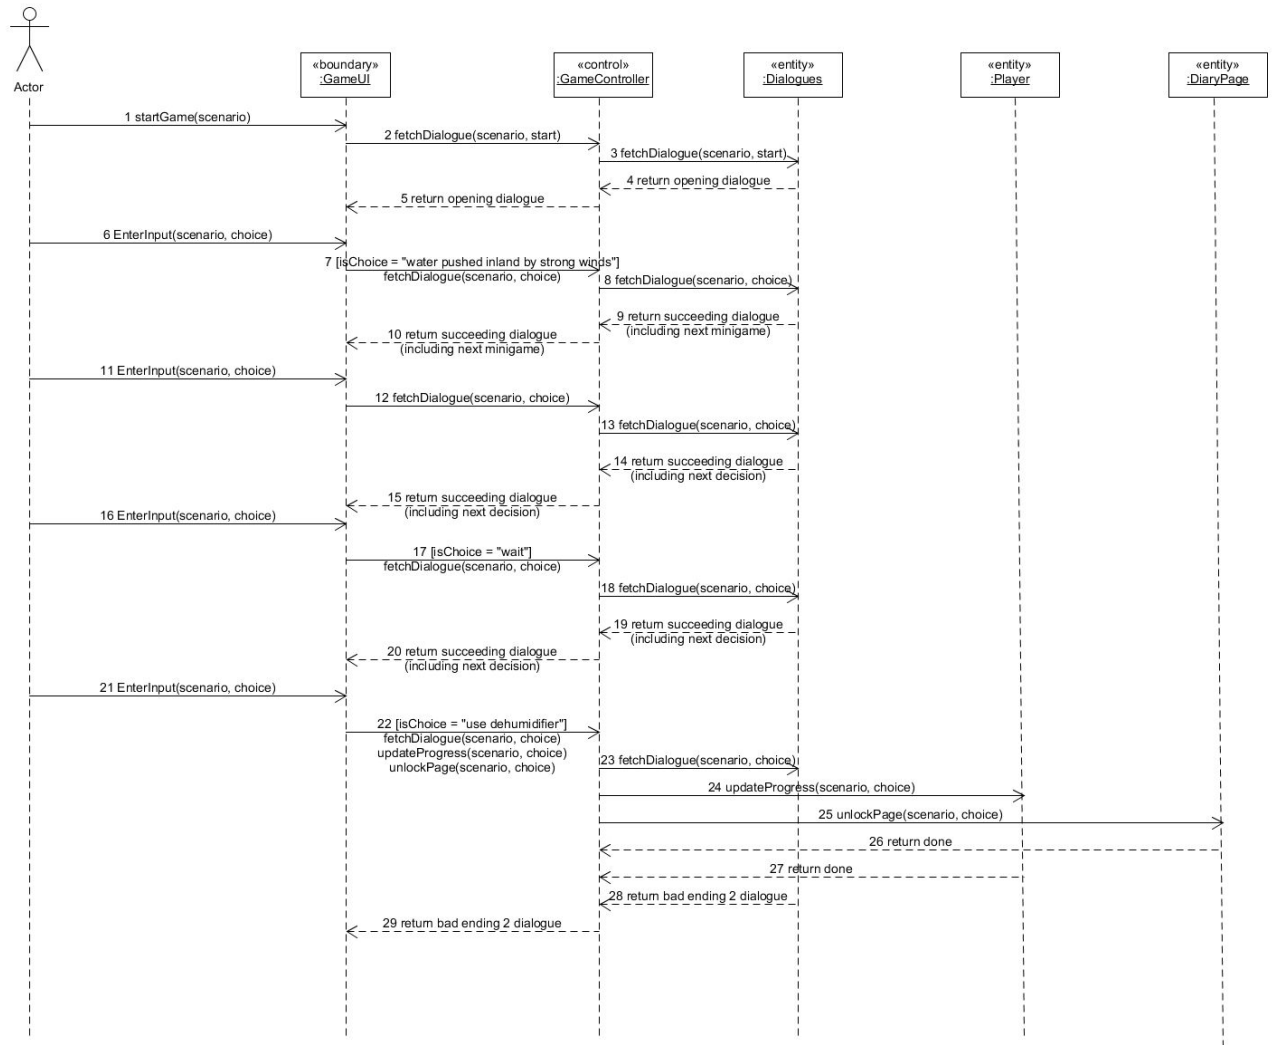 Actor
«boundary»
:GameUI
«control»
:GameController
«entity»
:Dialogues
«entity»
:Player
«entity»
:DiaryPage
1 startGame(scenario)
2 fetchDialogue(scenario, start)
3 fetchDialogue(scenario, start)
4 return opening dialogue
5 return opening dialogue
6 EnterInput(scenario, choice)
7 [isChoice = "water pushed inland by strong winds"]
fetchDialogue(scenario, choice)
8 fetchDialogue(scenario, choice)
9 return succeeding dialogue
(including next minigame)
10 return succeeding dialogue
(including next minigame)
11 EnterInput(scenario, choice)
12 fetchDialogue(scenario, choice)
13 fetchDialogue(scenario, choice)
14 return succeeding dialogue
(including next decision)
15 return succeeding dialogue
(including next decision)
16 EnterInput(scenario, choice)
17 [isChoice = "wait"]
fetchDialogue(scenario, choice)
18 fetchDialogue(scenario, choice)
19 return succeeding dialogue
(including next decision)
20 return succeeding dialogue
(including next decision)
21 EnterInput(scenario, choice)
22 [isChoice = "use dehumidifier"]
fetchDialogue(scenario, choice)
updateProgress(scenario, choice)
unlockPage(scenario, choice)
23 fetchDialogue(scenario, choice)
24 updateProgress(scenario, choice)
25 unlockPage(scenario, choice)
26 return done
27 return done
28 return bad ending 2 dialogue
29 return bad ending 2 dialogue